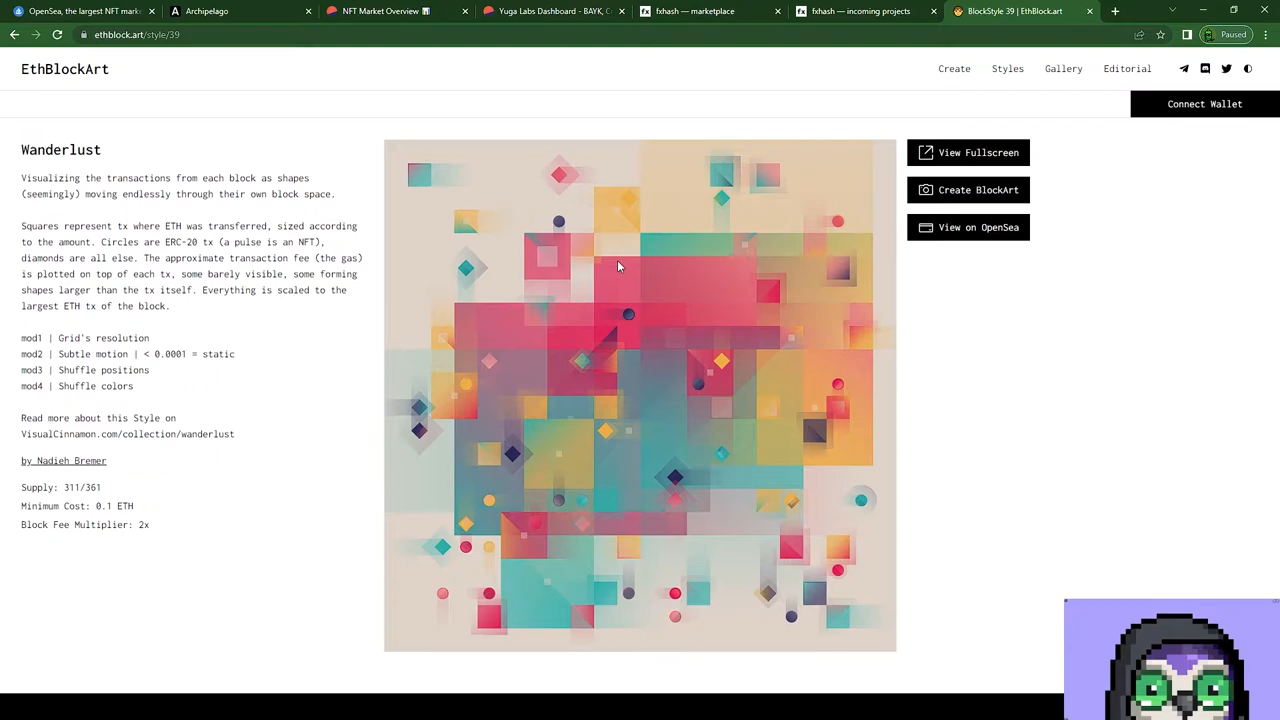 OpenSea, the largest NFT mark
Archipelago
NFT Market Overview
Yuga Labs Dashboard - BAYC, C
fxhash — marketplace
fxhash — incoming projects
BlockStyle 39 | EthBlock.art
ethblock.art/style/39
Paused
EthBlockArt
Create
Styles
Gallery
Editorial
Connect Wallet
Wanderlust
Visualizing the transactions from each block as shapes
(seemingly) moving endlessly through their own block space.
Squares represent tx where ETH was transferred, sized according
to the amount. Circles are ERC-20 tx (a pulse is an NFT),
diamonds are all else. The approximate transaction fee (the gas)
is plotted on top of each tx, some barely visible, some forming
shapes larger than the tx itself. Everything is scaled to the
largest ETH tx of the block.
mod1 | Grid's resolution
mod2 | Subtle motion | < 0.0001 = static
mod3 | Shuffle positions
mod4 | Shuffle colors
Read more about this Style on
VisualCinnamon.com/collection/wanderlust
by Nadieh Bremer
Supply: 311/361
Minimum Cost: 0.1 ETH
Block Fee Multiplier: 2x
View Fullscreen
Create BlockArt
View on OpenSea